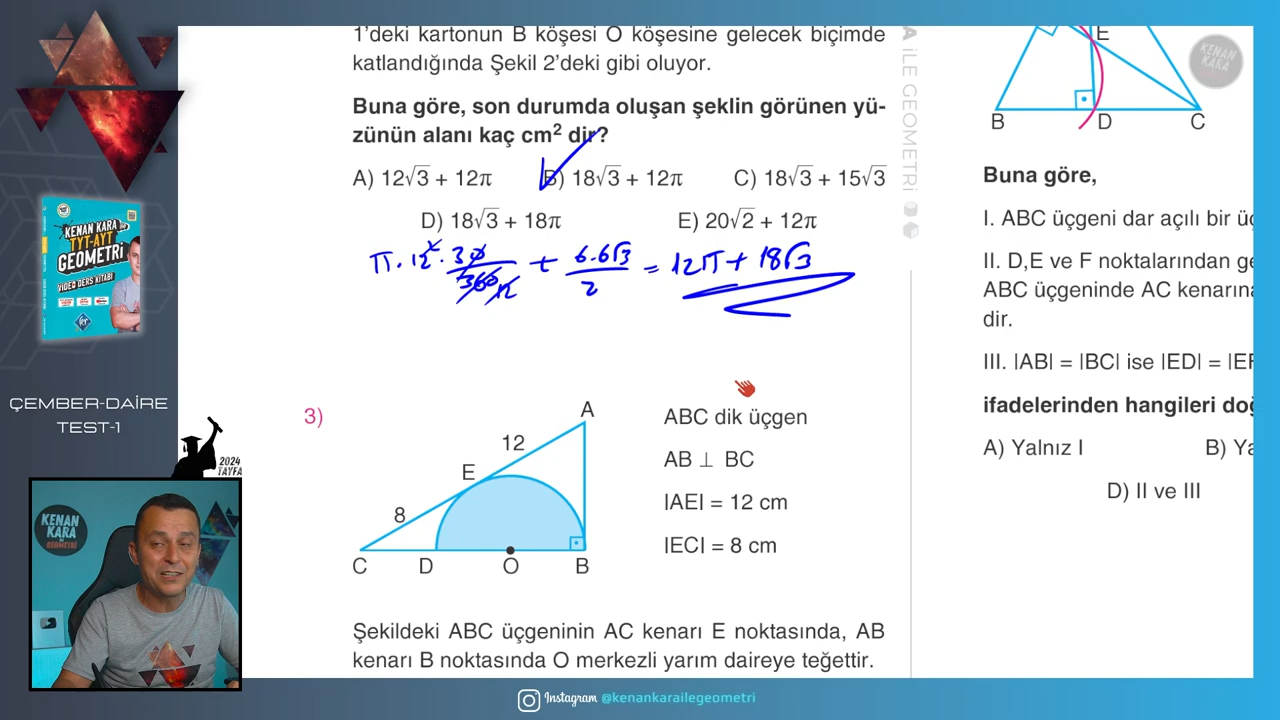 1'deki kartonun B köşesi O köşesine gelecek biçimde
katlandığında Şekil 2'deki gibi oluyor.
Buna göre, son durumda oluşan şeklin görünen yü-
zünün alanı kaç cm² dir?
A) 12√3 + 12π B) 18√3 + 12π C) 18√3 + 15√3
D) 18√3 + 18π E) 20√2 + 12π
π · 12² · 30/360 + 6·6√3/2 = 12π + 18√3
12
3)
A
12
E
8
C D O B
ABC dik üçgen
AB ⊥ BC
|AE| = 12 cm
|EC| = 8 cm
Şekildeki ABC üçgeninin AC kenarı E noktasında, AB
kenarı B noktasında O merkezli yarım daireye teğettir.
A İLE GEOMETRİ
E
B D C
Buna göre,
I. ABC üçgeni dar açılı bir
II. D,E ve F noktalarından
ABC üçgeninde AC
dir.
III. |AB| = |BC| ise |ED| =
ifadelerinden hangileri
A) Yalnız I B)
D) II ve III
KENAN KARA
KENAN KARA
TYT-AYT
GEOMETRİ
VİDEO DERS KİTABI
ÇEMBER-DAİRE
TEST-1
2024
TAYFA
KENAN
KARA
GEOMETRİ
Instagram @kenankarailegeometri